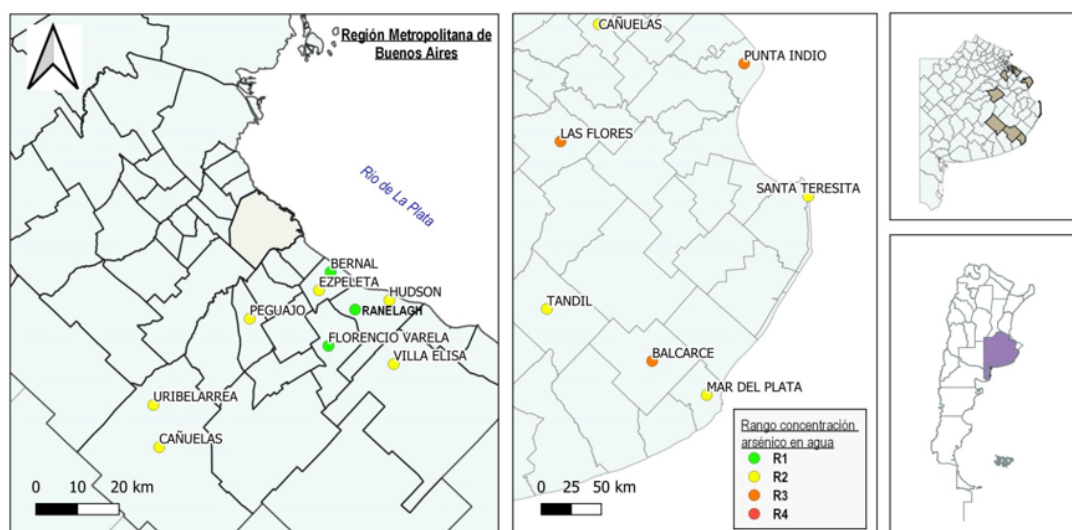 Región Metropolitana de
Buenos Aires
Rio de La Plata
BERNAL
EZPELETA
HUDSON
PEGUAJO
RANELAGH
FLORENCIO VARELA
VILLA ELISA
URIBELARREA
CAÑUELAS
0 10 20 km
CAÑUELAS
PUNTA INDIO
LAS FLORES
SANTA TERESITA
TANDIL
BALCARCE
MAR DEL PLATA
0 25 50 km
Rango concentración
arsénico en agua
R1
R2
R3
R4